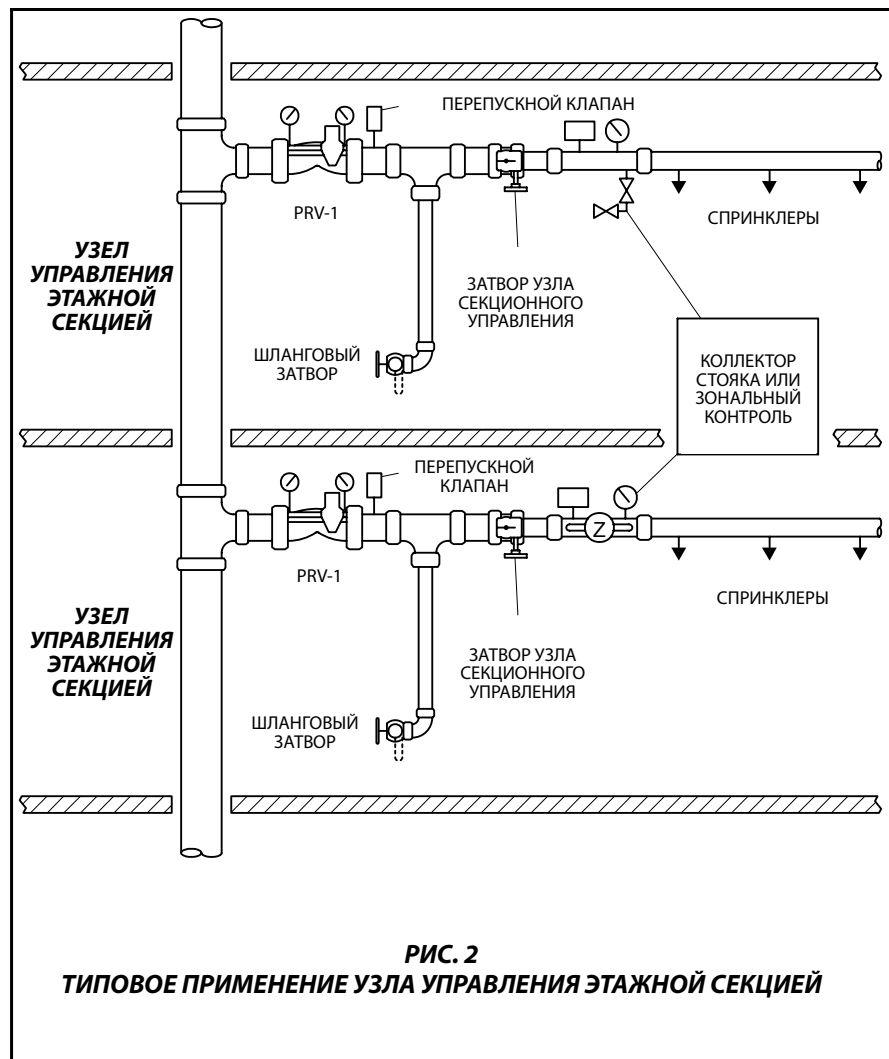 ПЕРЕПУСКНОЙ КЛАПАН
PRV-1
СПРИНКЛЕРЫ
УЗЕЛ
УПРАВЛЕНИЯ
ЭТАЖНОЙ
СЕКЦИЕЙ
ЗАТВОР УЗЛА
СЕКЦИОННОГО
УПРАВЛЕНИЯ
ШЛАНГОВЫЙ
ЗАТВОР
КОЛЛЕКТОР
СТОЯКА ИЛИ
ЗОНАЛЬНЫЙ
КОНТРОЛЬ
ПЕРЕПУСКНОЙ
КЛАПАН
Z
PRV-1
СПРИНКЛЕРЫ
УЗЕЛ
УПРАВЛЕНИЯ
ЭТАЖНОЙ
СЕКЦИЕЙ
ЗАТВОР УЗЛА
СЕКЦИОННОГО
УПРАВЛЕНИЯ
ШЛАНГОВЫЙ
ЗАТВОР
РИС. 2
ТИПОВОЕ ПРИМЕНЕНИЕ УЗЛА УПРАВЛЕНИЯ ЭТАЖНОЙ СЕКЦИЕЙ